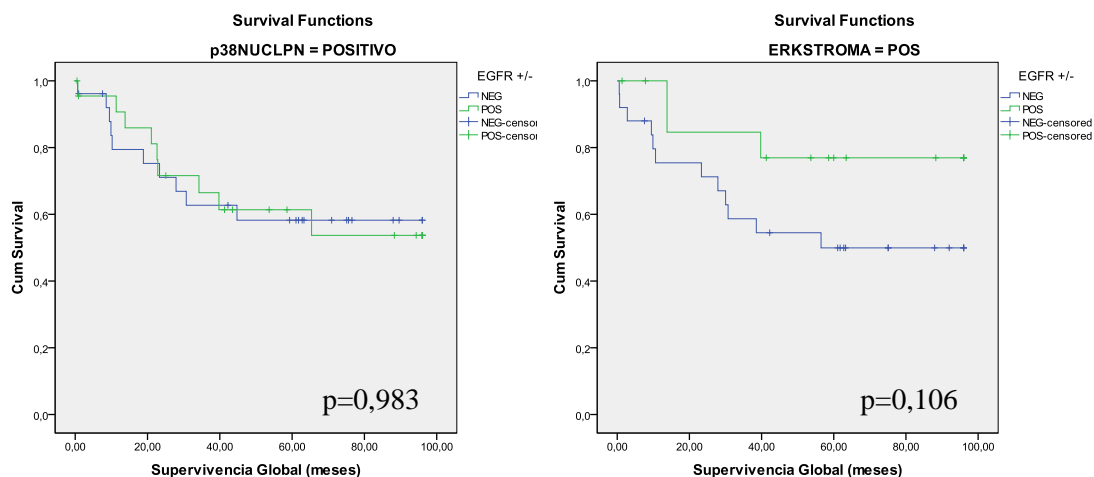 Survival Functions
p38NUCLPN = POSITIVO
EGFR +/-
NEG
POS
NEG-censor
POS-censor
1,0
0,8
0,6
0,4
0,2
0,0
Cum Survival
p=0,983
0,00 20,00 40,00 60,00 80,00 100,00
Supervivencia Global (meses)
Survival Functions
ERKSTROMA = POS
EGFR +/-
NEG
POS
NEG-censored
POS-censored
1,0
0,8
0,6
0,4
0,2
0,0
Cum Survival
p=0,106
0,00 20,00 40,00 60,00 80,00 100,00
Supervivencia Global (meses)